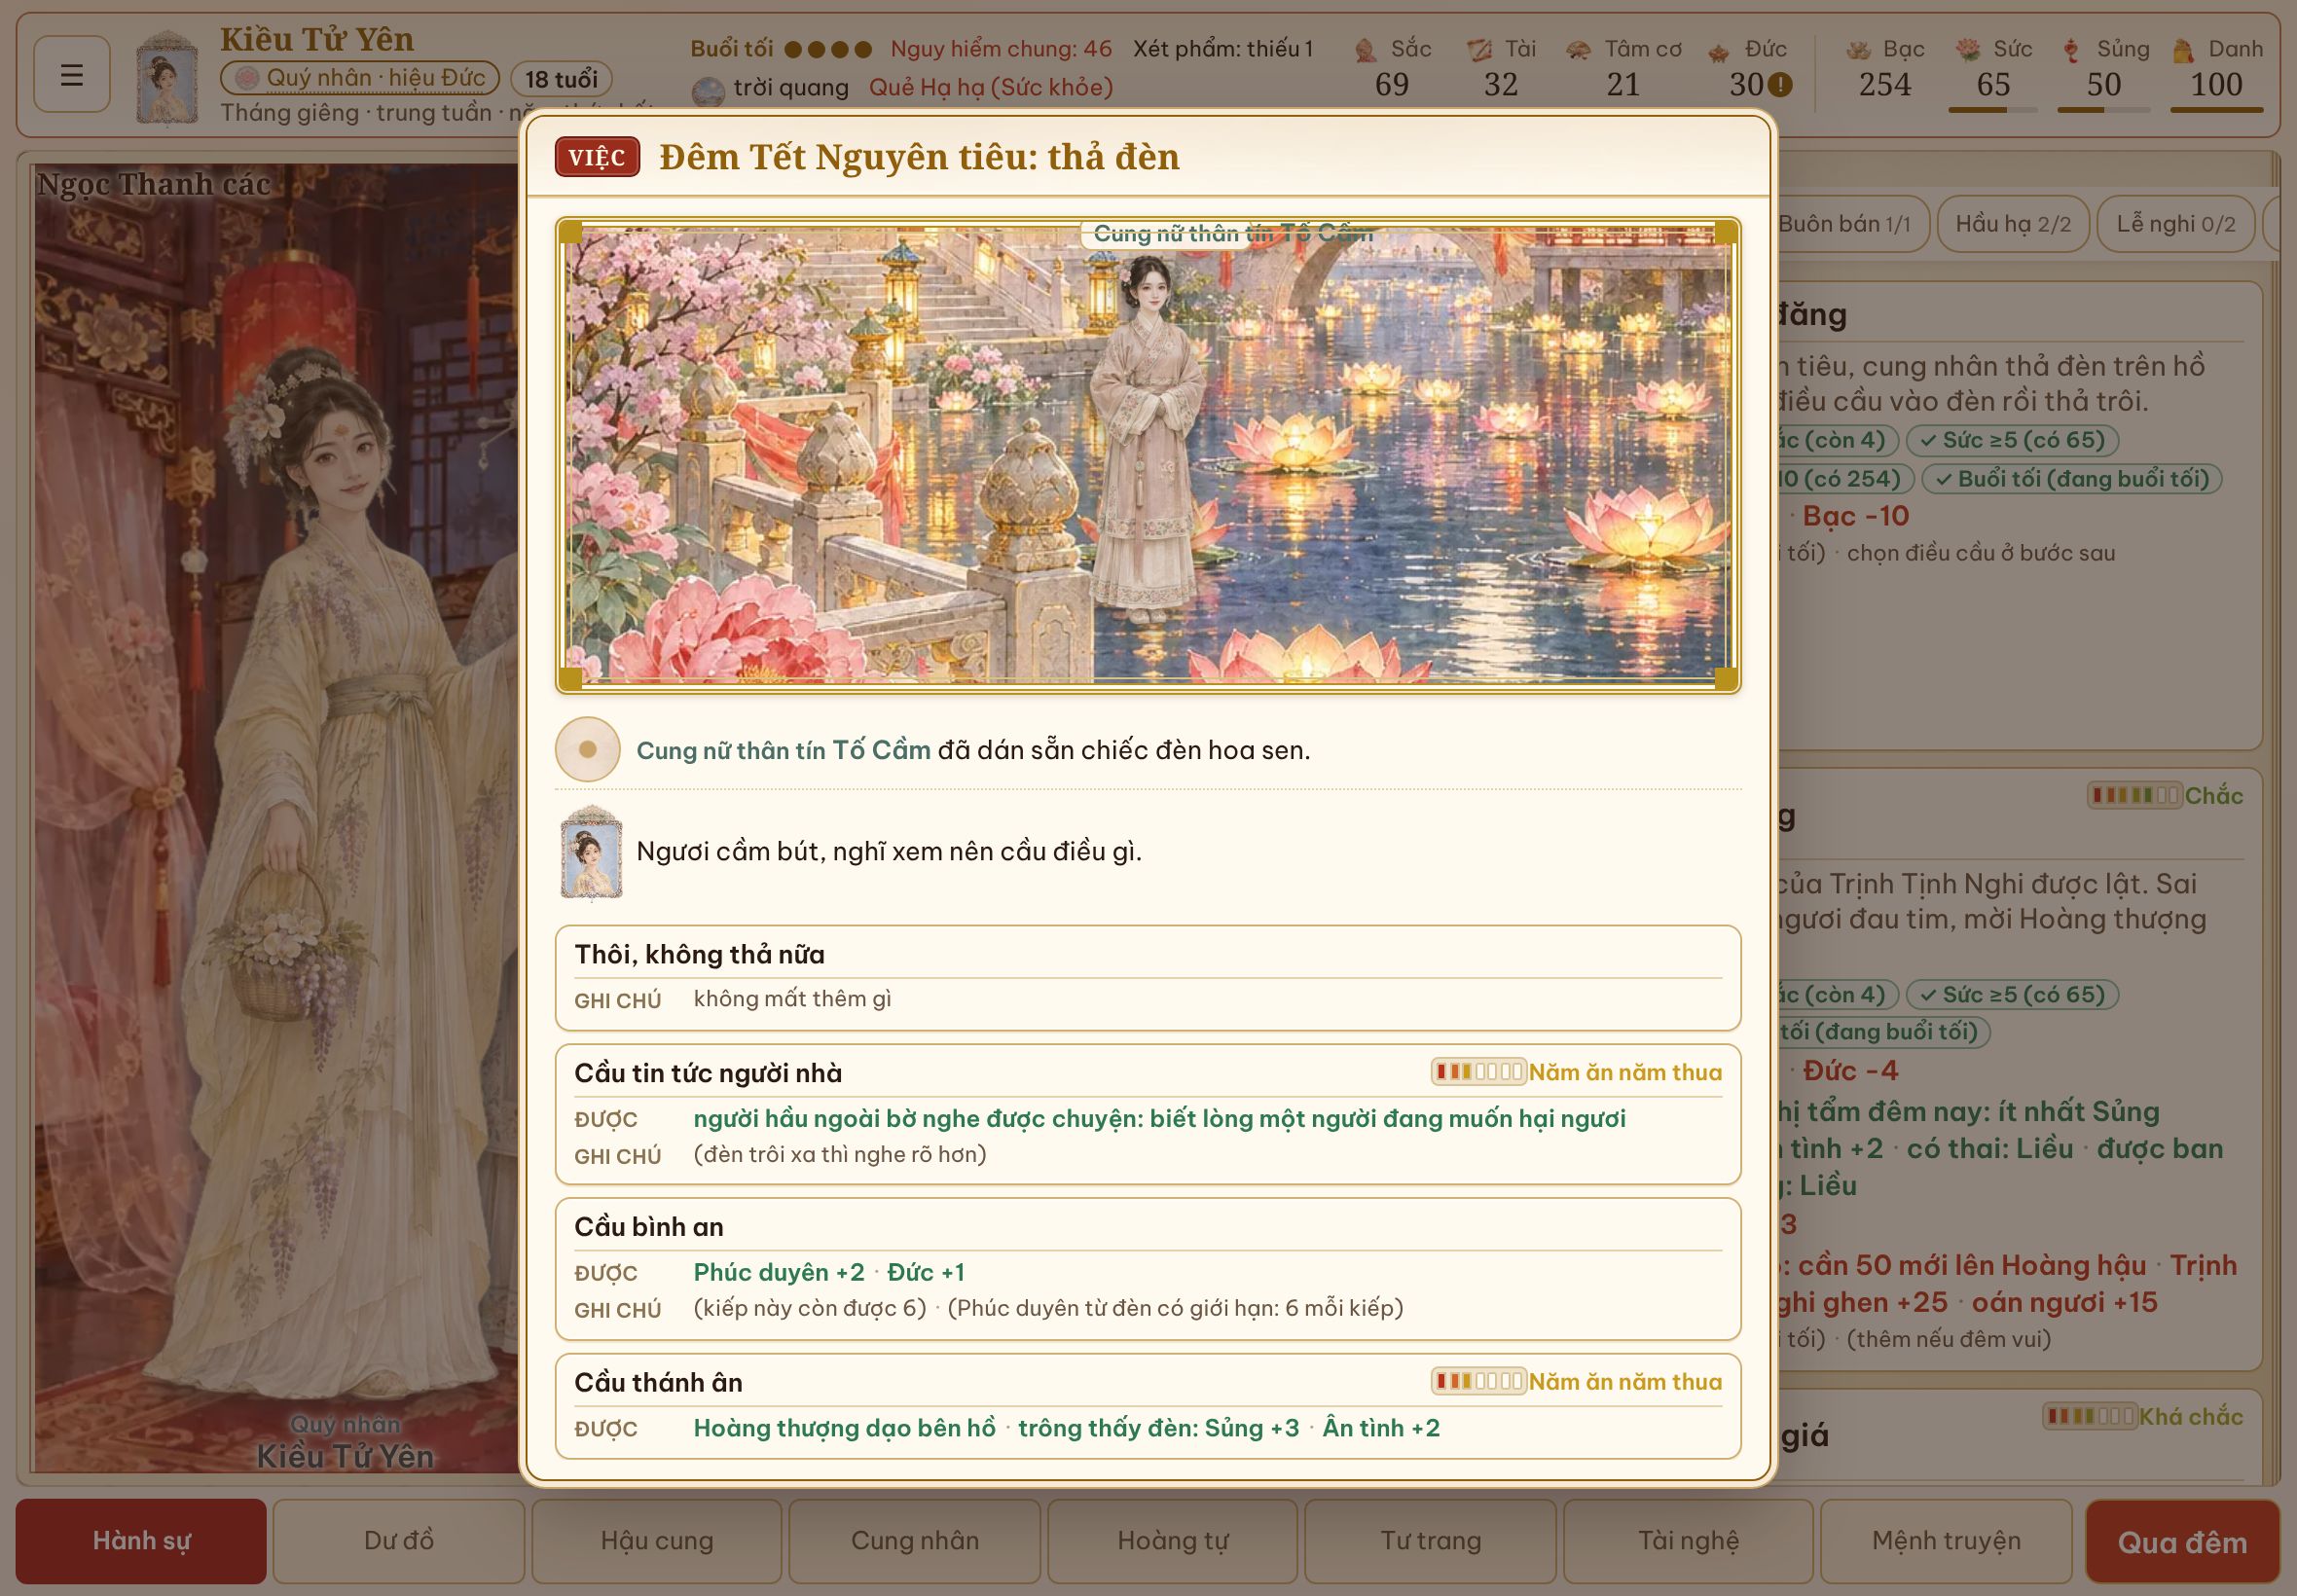 Kiều Tử Yên
Quý nhân · hiệu Đức
18 tuổi
Tháng giêng · trung tuần ·
Buổi tối
Nguy hiểm chung: 46
Xét phẩm: thiếu 1
trời quang
Quẻ Hạ hạ (Sức khỏe)
Sắc
69
Tài
32
Tâm cơ
21
Đức
30
Bạc
254
Sức
65
Sủng
50
Danh
100
Ngọc Thanh các
Quý nhân
Kiều Tử Yên
VIỆC
Đêm Tết Nguyên tiêu: thả đèn
Cung nữ thân tín Tố Cầm
Cung nữ thân tín Tố Cầm đã dán sẵn chiếc đèn hoa sen.
Ngươi cầm bút, nghĩ xem nên cầu điều gì.
Thôi, không thả nữa
GHI CHÚ không mất thêm gì
Cầu tin tức người nhà
Năm ăn năm thua
ĐƯỢC người hầu ngoài bờ nghe được chuyện: biết lòng một người đang muốn hại ngươi
GHI CHÚ (đèn trôi xa thì nghe rõ hơn)
Cầu bình an
ĐƯỢC Phúc duyên +2 · Đức +1
GHI CHÚ (kiếp này còn được 6) · (Phúc duyên từ đèn có giới hạn: 6 mỗi kiếp)
Cầu thánh ân
Năm ăn năm thua
ĐƯỢC Hoàng thượng dạo bên hồ · trông thấy đèn: Sủng +3 · Ân tình +2
Buôn bán 1/1
Hầu hạ 2/2
Lễ nghi 0/2
đăng
tiêu, cung nhân thả đèn trên hồ
điều cầu vào đèn rồi thả trôi.
(còn 4)
✓ Sức ≥5 (có 65)
10 (có 254)
✓ Buổi tối (đang buổi tối)
· Bạc -10
tối) · chọn điều cầu ở bước sau
Chắc
của Trịnh Tịnh Nghi được lật. Sai
ngươi đau tim, mời Hoàng thượng
(còn 4)
✓ Sức ≥5 (có 65)
tối (đang buổi tối)
· Đức -4
tẩm đêm nay: ít nhất Sủng
tình +2 · có thai: Liều · được ban
Liều
3
: cần 50 mới lên Hoàng hậu · Trịnh
ghen +25 · oán ngươi +15
tối) · (thêm nếu đêm vui)
Khá chắc
giá
Hành sự
Dư đồ
Hậu cung
Cung nhân
Hoàng tự
Tư trang
Tài nghệ
Mệnh truyện
Qua đêm